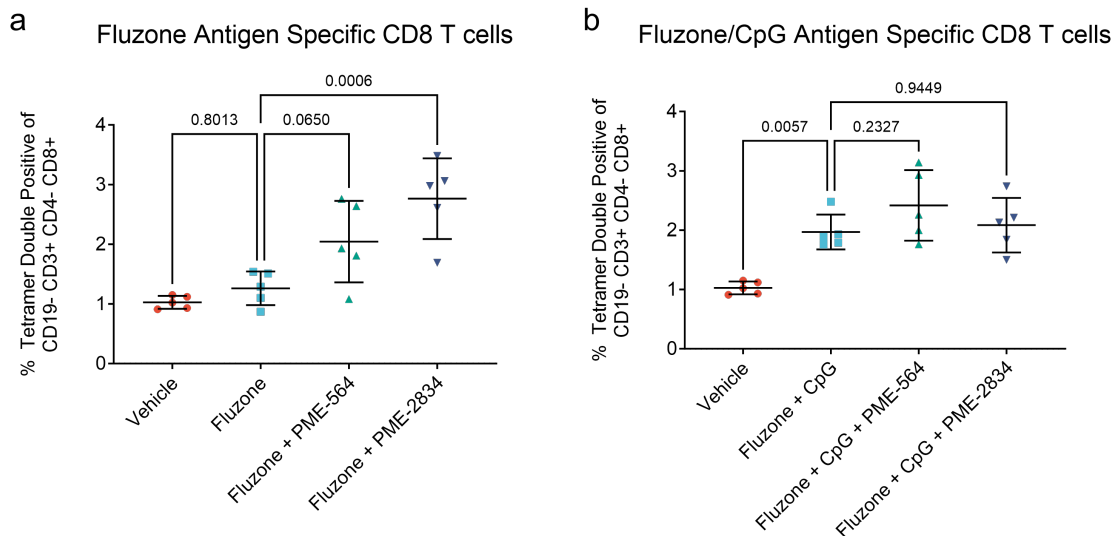 a
Fluzone Antigen Specific CD8 T cells
0.0006
0.8013
0.0650
% Tetramer Double Positive of
CD19- CD3+ CD4- CD8+
4
3
2
1
0
Vehicle
Fluzone
Fluzone + PME-564
Fluzone + PME-2834
b
Fluzone/CpG Antigen Specific CD8 T cells
0.9449
0.0057
0.2327
% Tetramer Double Positive of
CD19- CD3+ CD4- CD8+
4
3
2
1
0
Vehicle
Fluzone + CpG
Fluzone + CpG + PME-564
Fluzone + CpG + PME-2834